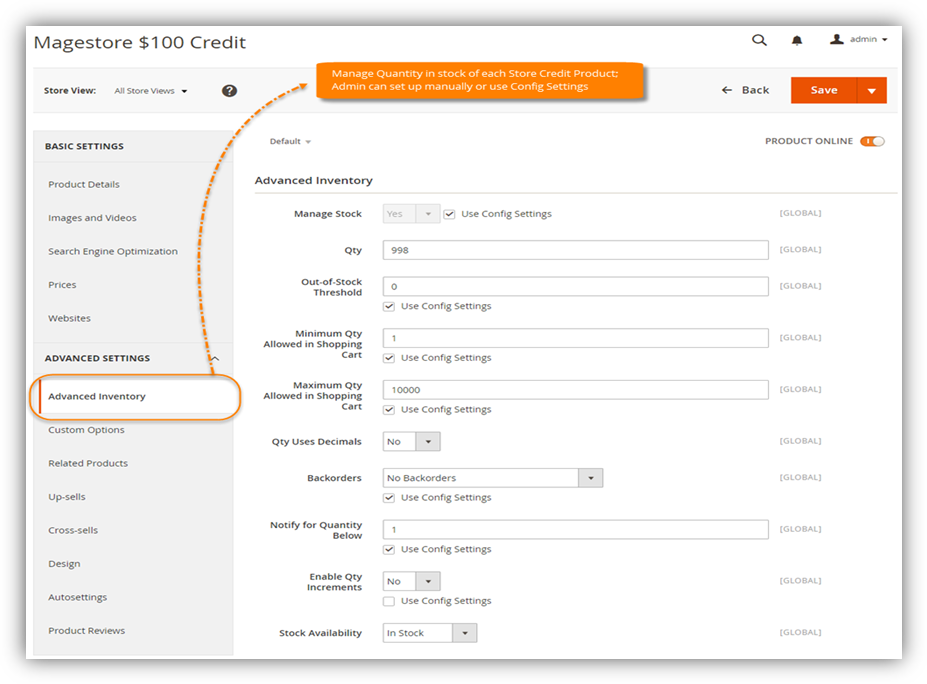 Magestore $100 Credit
admin
Manage Quantity in stock of each Store Credit Product;
Admin can set up manually or use Config Settings
Store View: All Store Views ?
Back
Save
BASIC SETTINGS
Product Details
Images and Videos
Search Engine Optimization
Prices
Websites
ADVANCED SETTINGS
Advanced Inventory
Custom Options
Related Products
Up-sells
Cross-sells
Design
Autosettings
Product Reviews
Default
PRODUCT ONLINE
Advanced Inventory
Manage Stock Yes Use Config Settings [GLOBAL]
Qty 998 [GLOBAL]
Out-of-Stock
Threshold
0 [GLOBAL]
Use Config Settings
Minimum Qty
Allowed in Shopping
Cart
1 [GLOBAL]
Use Config Settings
Maximum Qty
Allowed in Shopping
Cart
10000 [GLOBAL]
Use Config Settings
Qty Uses Decimals No [GLOBAL]
Backorders No Backorders [GLOBAL]
Use Config Settings
Notify for Quantity
Below
1 [GLOBAL]
Use Config Settings
Enable Qty
Increments
No [GLOBAL]
Use Config Settings
Stock Availability In Stock [GLOBAL]